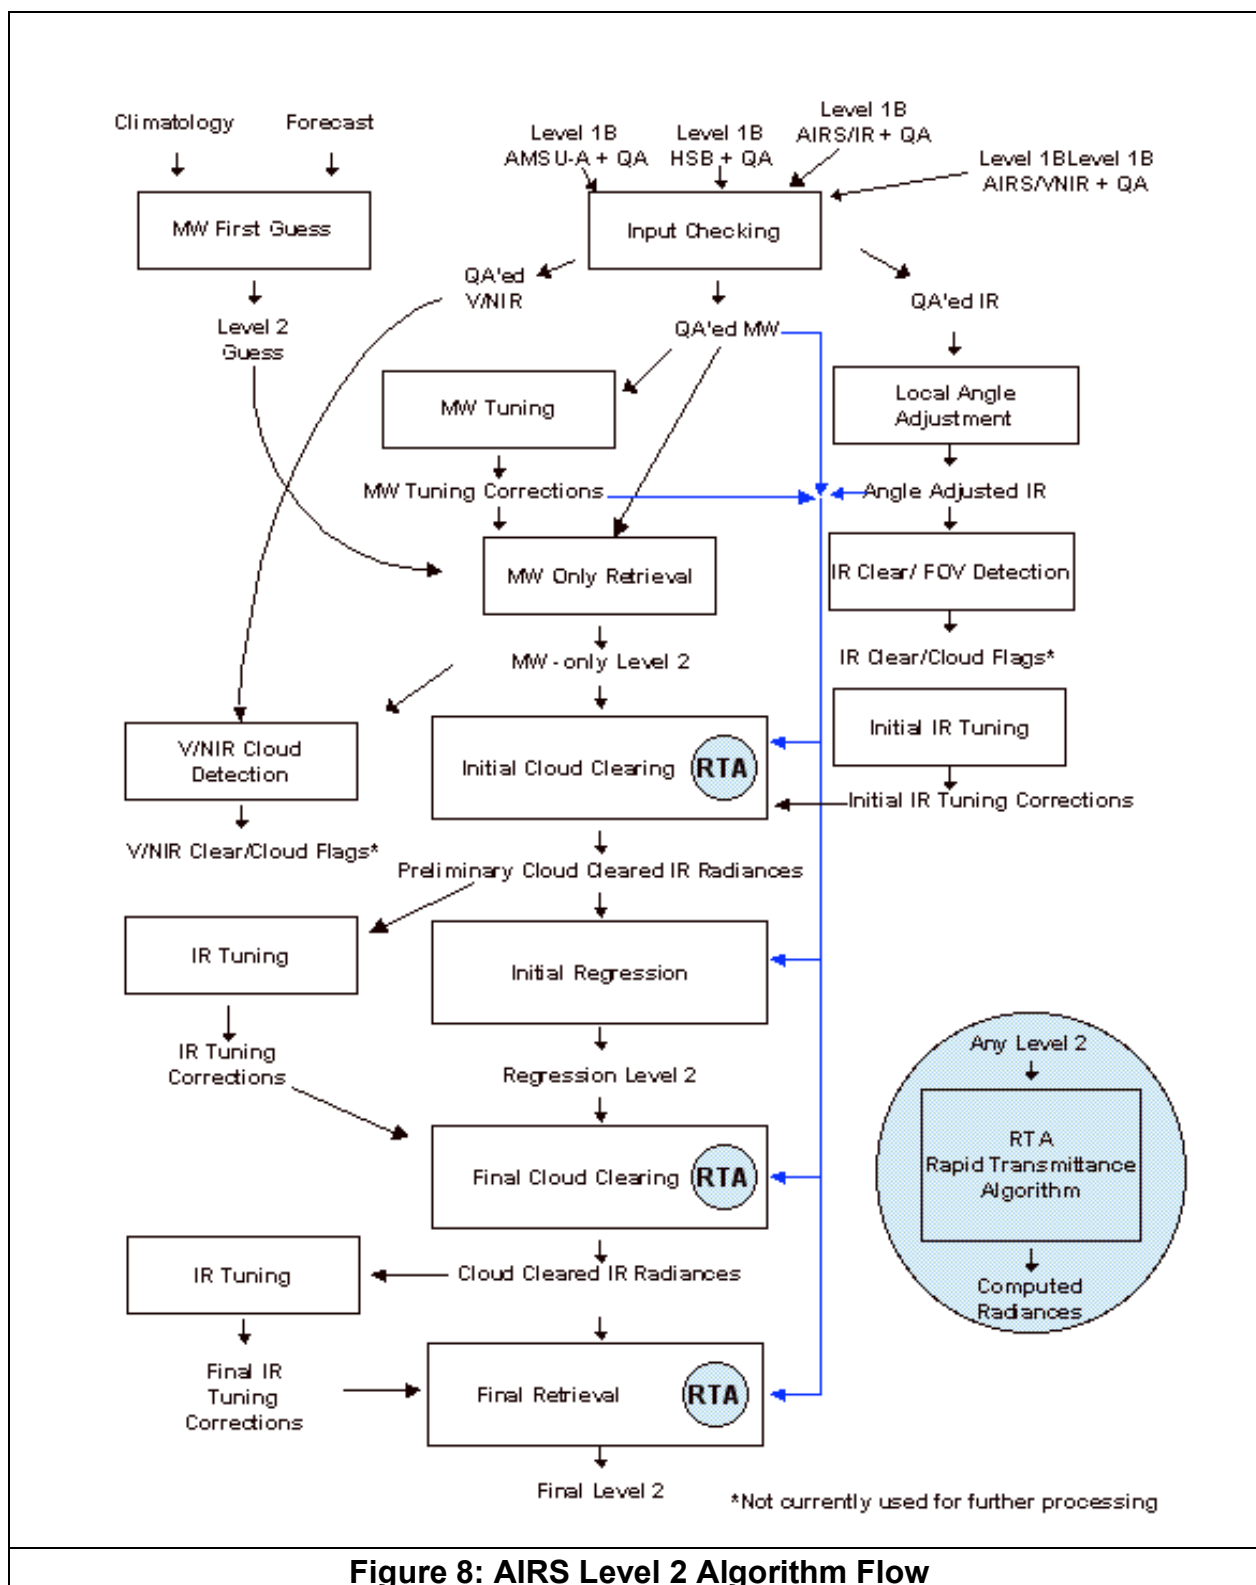 Climatology
Forecast
Level 1B
AMSU-A + QA
Level 1B
HSB + QA
Level 1B
AIRS/IR + QA
Level 1BLevel 1B
AIRS/VNIR + QA
MW First Guess
Input Checking
QA'ed
V/NIR
QA'ed IR
Level 2
Guess
QA'ed MW
MW Tuning
Local Angle
Adjustment
MW Tuning Corrections
Angle Adjusted IR
MW Only Retrieval
IR Clear/ FOV Detection
MW - only Level 2
IR Clear/Cloud Flags*
V/NIR Cloud
Detection
Initial Cloud Clearing
RTA
Initial IR Tuning
Initial IR Tuning Corrections
V/NIR Clear/Cloud Flags*
Preliminary Cloud Cleared IR Radiances
IR Tuning
Initial Regression
IR Tuning
Corrections
Regression Level 2
Any Level 2
RTA
Rapid Transmittance
Algorithm
Computed
Radiances
Final Cloud Clearing
RTA
IR Tuning
Cloud Cleared IR Radiances
Final IR
Tuning
Corrections
Final Retrieval
RTA
Final Level 2
*Not currently used for further processing
Figure 8: AIRS Level 2 Algorithm Flow